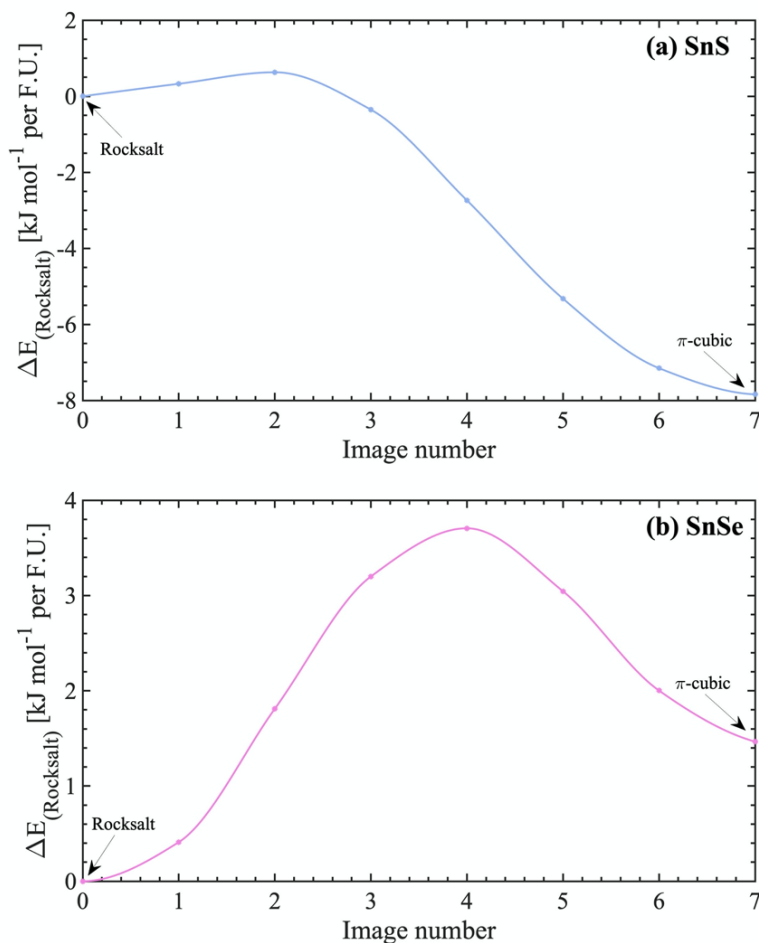 (a) SnS
2
0
-2
-4
-6
-8
ΔE(Rocksalt) [kJ mol⁻¹ per F.U.]
Rocksalt
π-cubic
0 1 2 3 4 5 6 7
Image number
(b) SnSe
4
3
2
1
0
ΔE(Rocksalt) [kJ mol⁻¹ per F.U.]
Rocksalt
π-cubic
0 1 2 3 4 5 6 7
Image number